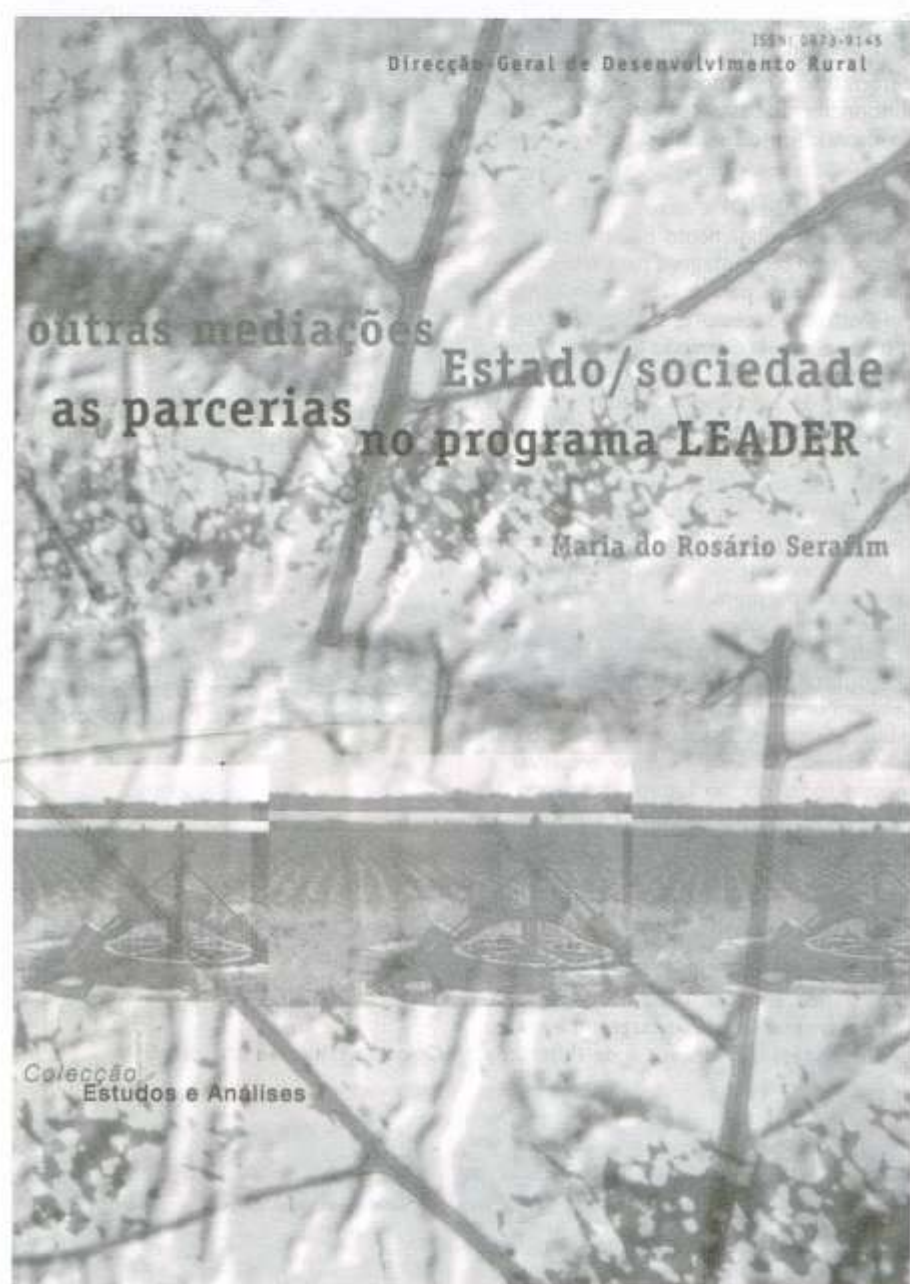 ISSN: 0873-9145
Direcção-Geral de Desenvolvimento Rural
outras mediações
Estado/sociedade
as parcerias
no programa LEADER
Maria do Rosário Serafim
Colecção
Estudos e Análises